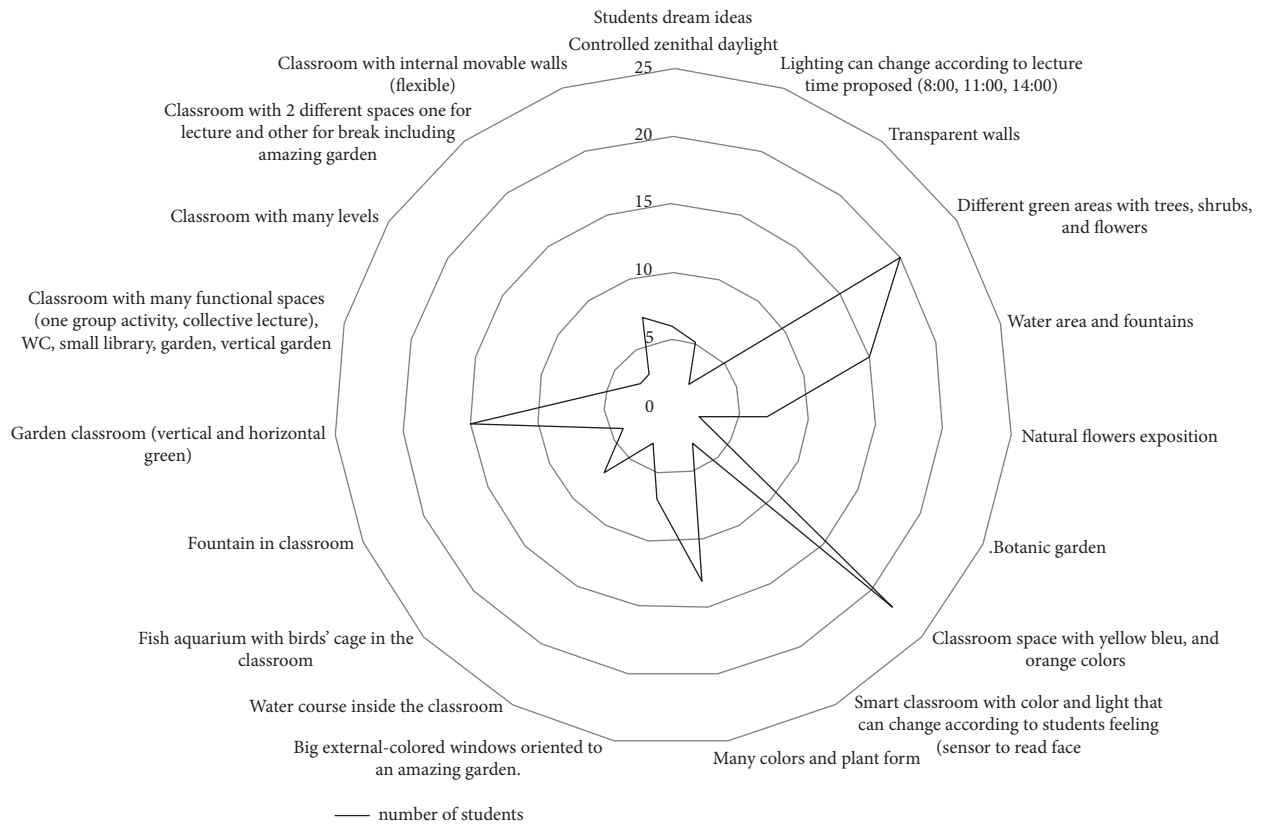 Students dream ideas
Controlled zenithal daylight
Lighting can change according to lecture
time proposed (8:00, 11:00, 14:00)
Transparent walls
Different green areas with trees, shrubs,
and flowers
Water area and fountains
Natural flowers exposition
.Botanic garden
Classroom space with yellow bleu, and
orange colors
Smart classroom with color and light that
can change according to students feeling
(sensor to read face
Many colors and plant form
Big external-colored windows oriented to
an amazing garden.
Water course inside the classroom
Fish aquarium with birds' cage in the
classroom
Fountain in classroom
Garden classroom (vertical and horizontal
green)
Classroom with many functional spaces
(one group activity, collective lecture),
WC, small library, garden, vertical garden
Classroom with many levels
Classroom with 2 different spaces one for
lecture and other for break including
amazing garden
Classroom with internal movable walls
(flexible)
25
20
15
10
5
0
number of students